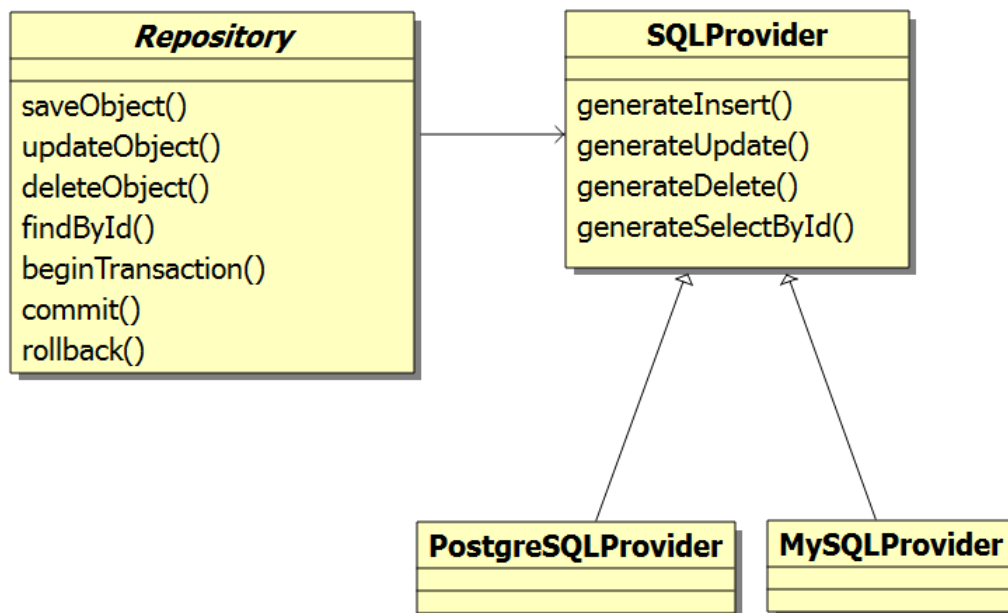 Repository
saveObject()
updateObject()
deleteObject()
findById()
beginTransaction()
commit()
rollback()
SQLProvider
generateInsert()
generateUpdate()
generateDelete()
generateSelectById()
PostgreSQLProvider
MySQLProvider